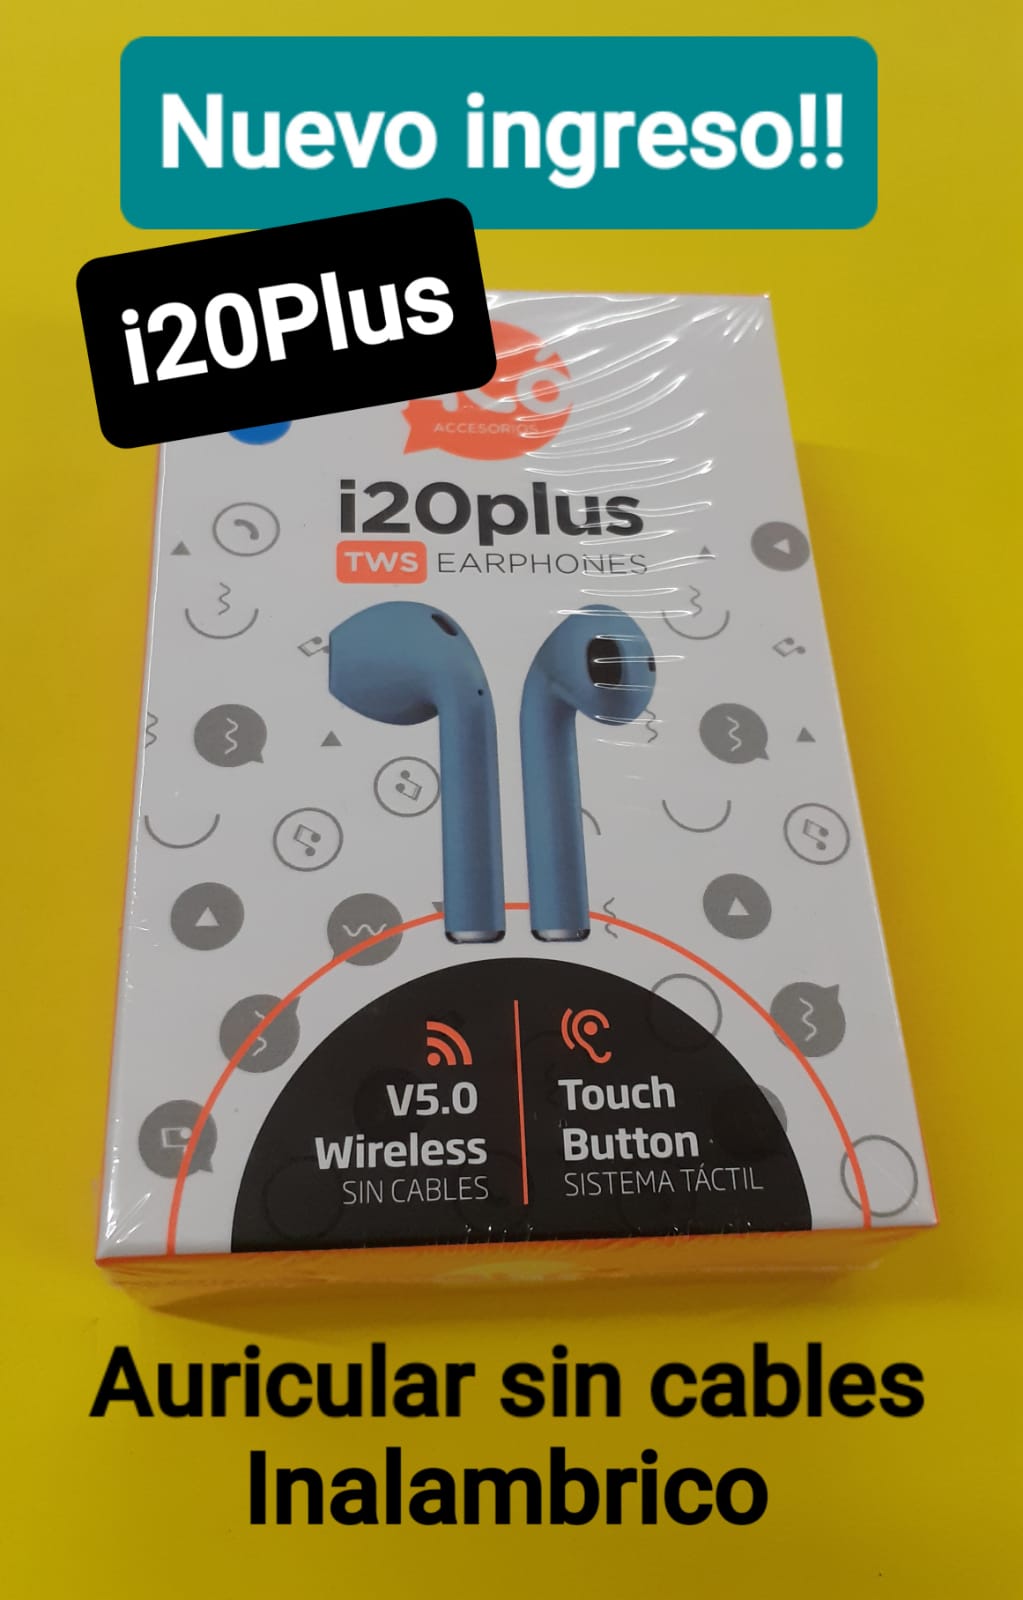 Nuevo ingreso!!
i20Plus
ACCESORIOS
i20plus
TWS EARPHONES
V5.0
Wireless
SIN CABLES
Touch
Button
SISTEMA TÁCTIL
Auricular sin cables
Inalambrico